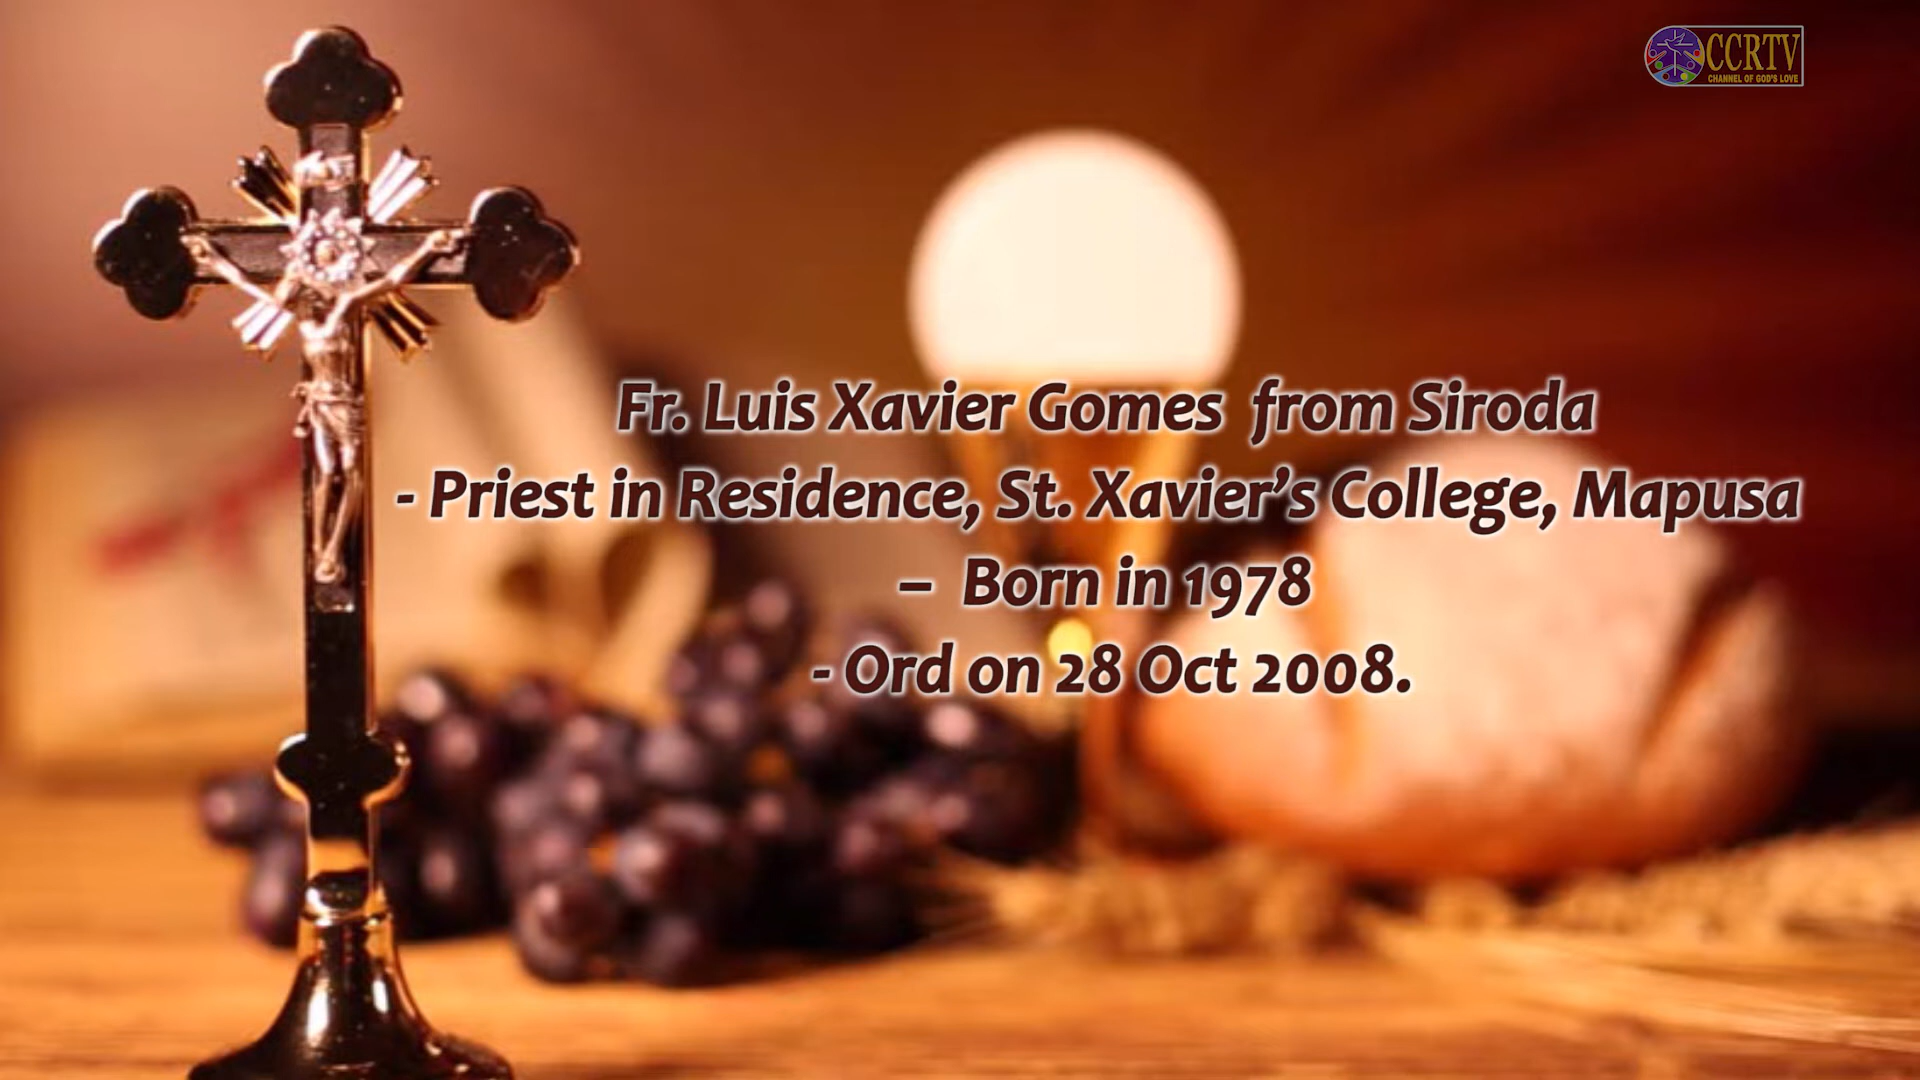 CCRTV
CHANNEL OF GOD'S LOVE
Fr. Luis Xavier Gomes from Siroda
- Priest in Residence, St. Xavier’s College, Mapusa
– Born in 1978
- Ord on 28 Oct 2008.